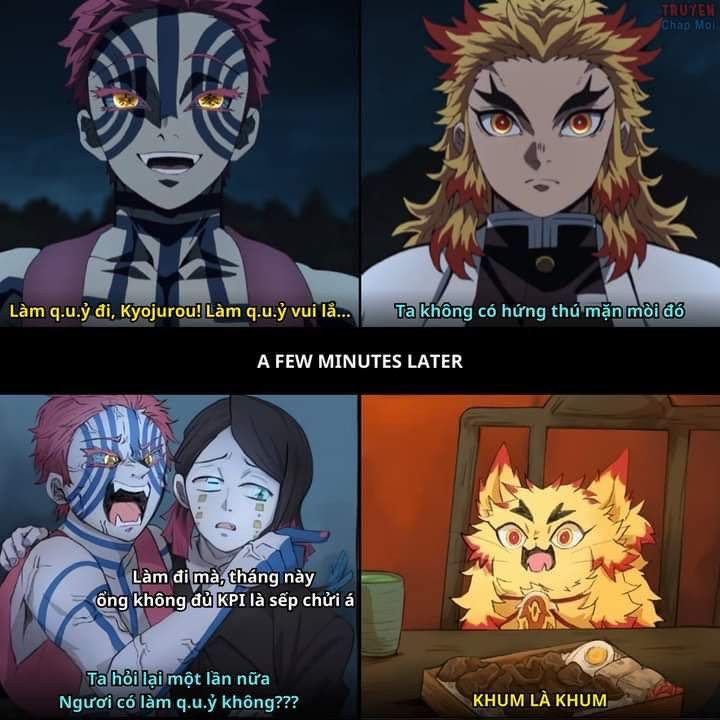 TRUYEN
Chap Moi
Làm q.u.ỷ đi, Kyojurou! Làm q.u.ỷ vui lắ...
Ta không có hứng thú mặn mòi đó
A FEW MINUTES LATER
Làm đi mà, tháng này
ổng không đủ KPI là sếp chửi á
Ta hỏi lại một lần nữa
Ngươi có làm q.u.ỷ không???
KHUM LÀ KHUM